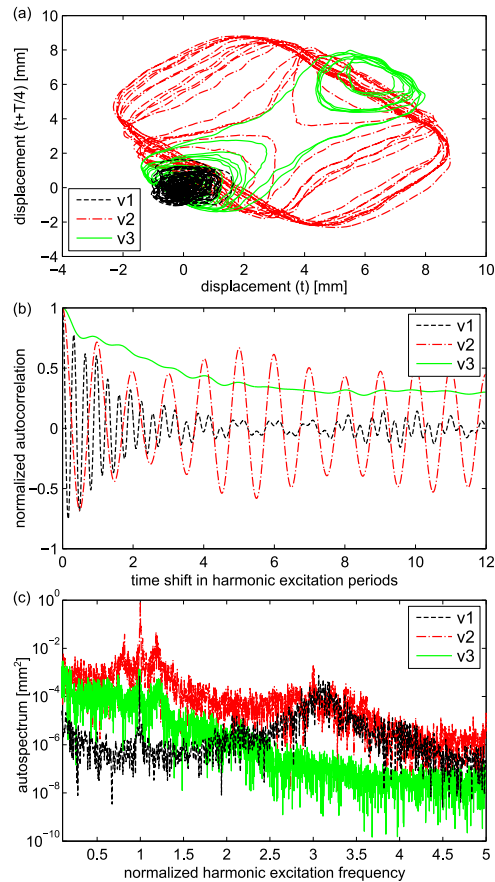 (a)
displacement (t+T/4) [mm]
10
8
6
4
2
0
−2
−4
v1
v2
v3
−4
−2
0
2
4
6
8
10
displacement (t) [mm]
(b)
normalized autocorrelation
1
0.5
0
−0.5
−1
v1
v2
v3
0
2
4
6
8
10
12
time shift in harmonic excitation periods
(c)
autospectrum [mm²]
10⁰
10⁻²
10⁻⁴
10⁻⁶
10⁻⁸
10⁻¹⁰
v1
v2
v3
0.5
1
1.5
2
2.5
3
3.5
4
4.5
5
normalized harmonic excitation frequency